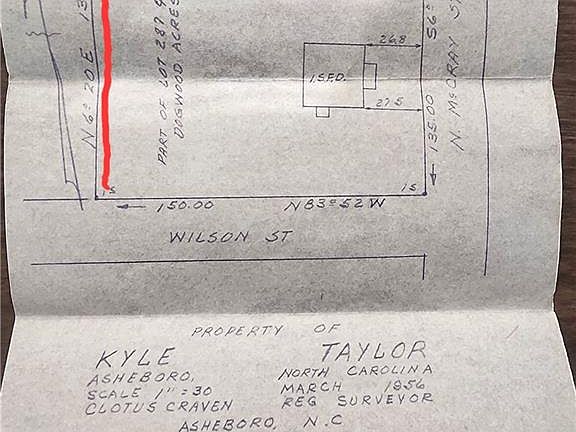 N 6° 20 E 13
PART OF LOT 287
DOGWOOD ACRES
26.8
1 S.F.D.
27.5
56°
135.00
N. McCRAY S
IS
IS
150.00
N 83° 52 W
WILSON ST
PROPERTY OF
KYLE TAYLOR
ASHEBORO, NORTH CAROLINA
SCALE 1" = 30 MARCH 1956
CLOTUS CRAVEN REG SURVEYOR
ASHEBORO, N.C